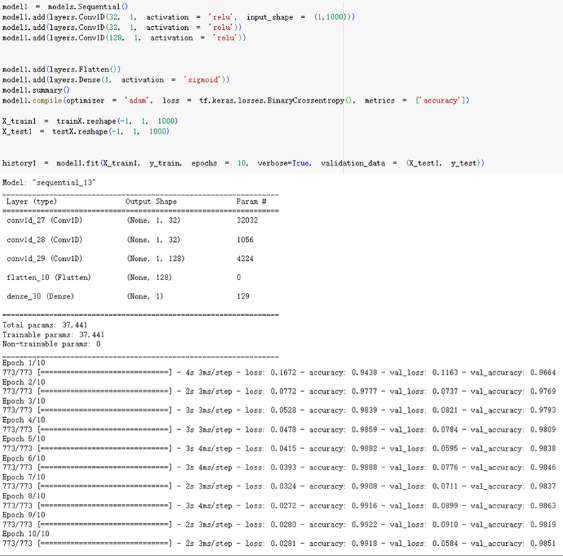 model1 = models.Sequential()
model1.add(layers.Conv1D(32, 1, activation = 'relu', input_shape = (1,1000)))
model1.add(layers.Conv1D(32, 1, activation = 'relu'))
model1.add(layers.Conv1D(128, 1, activation = 'relu'))
model1.add(layers.Flatten())
model1.add(layers.Dense(1, activation = 'sigmoid'))
model1.summary()
model1.compile(optimizer = 'adam', loss = tf.keras.losses.BinaryCrossentropy(), metrics = ['accuracy'])
X_train1 = trainX.reshape(-1, 1, 1000)
X_test1 = testX.reshape(-1, 1, 1000)
history1 = model1.fit(X_train1, y_train, epochs = 10, verbose=True, validation_data = (X_test1, y_test))
Model: "sequential_13"
Layer (type) Output Shape Param #
conv1d_27 (Conv1D) (None, 1, 32) 32032
conv1d_28 (Conv1D) (None, 1, 32) 1056
conv1d_29 (Conv1D) (None, 1, 128) 4224
flatten_10 (Flatten) (None, 128) 0
dense_30 (Dense) (None, 1) 129
Total params: 37,441
Trainable params: 37,441
Non-trainable params: 0
Epoch 1/10
773/773 [==============================] - 4s 3ms/step - loss: 0.1672 - accuracy: 0.9438 - val_loss: 0.1163 - val_accuracy: 0.9664
Epoch 2/10
773/773 [==============================] - 2s 3ms/step - loss: 0.0772 - accuracy: 0.9777 - val_loss: 0.0737 - val_accuracy: 0.9769
Epoch 3/10
773/773 [==============================] - 3s 3ms/step - loss: 0.0528 - accuracy: 0.9839 - val_loss: 0.0821 - val_accuracy: 0.9793
Epoch 4/10
773/773 [==============================] - 3s 3ms/step - loss: 0.0478 - accuracy: 0.9859 - val_loss: 0.0784 - val_accuracy: 0.9809
Epoch 5/10
773/773 [==============================] - 3s 4ms/step - loss: 0.0415 - accuracy: 0.9882 - val_loss: 0.0595 - val_accuracy: 0.9838
Epoch 6/10
773/773 [==============================] - 3s 4ms/step - loss: 0.0393 - accuracy: 0.9888 - val_loss: 0.0776 - val_accuracy: 0.9846
Epoch 7/10
773/773 [==============================] - 2s 3ms/step - loss: 0.0324 - accuracy: 0.9908 - val_loss: 0.0711 - val_accuracy: 0.9837
Epoch 8/10
773/773 [==============================] - 3s 4ms/step - loss: 0.0272 - accuracy: 0.9916 - val_loss: 0.0899 - val_accuracy: 0.9863
Epoch 9/10
773/773 [==============================] - 2s 3ms/step - loss: 0.0280 - accuracy: 0.9922 - val_loss: 0.0910 - val_accuracy: 0.9819
Epoch 10/10
773/773 [==============================] - 2s 3ms/step - loss: 0.0281 - accuracy: 0.9918 - val_loss: 0.0584 - val_accuracy: 0.9851